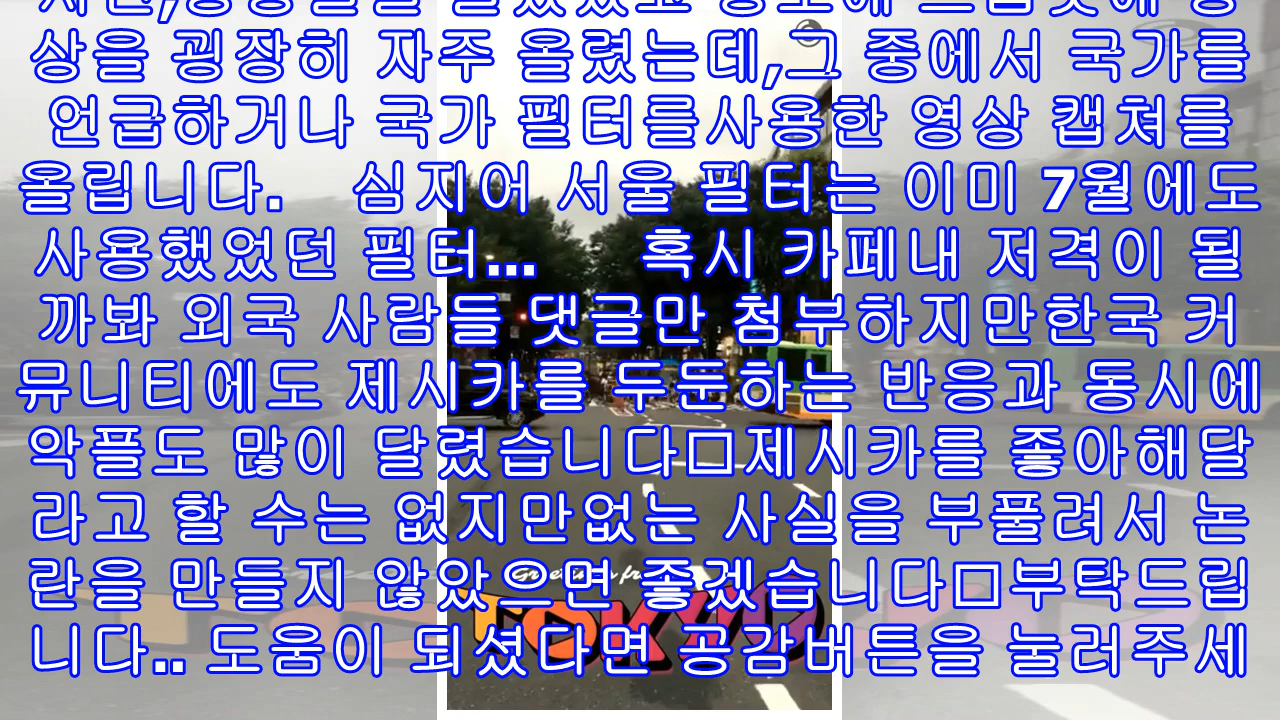 상을 굉장히 자주 올렸는데,그 중에서 국가를
언급하거나 국가 필터를사용한 영상 캡쳐를
올립니다. 심지어 서울 필터는 이미 7월에도
사용했었던 필터... 혹시 카페내 저격이 될
까봐 외국 사람들 댓글만 첨부하지만한국 커
뮤니티에도 제시카를 두둔하는 반응과 동시에
악플도 많이 달렸습니다□제시카를 좋아해달
라고 할 수는 없지만없는 사실을 부풀려서 논
란을 만들지 않았으면 좋겠습니다□부탁드립
니다.. 도움이 되셨다면 공감버튼을 눌러주세
Greetings from
TOKYO